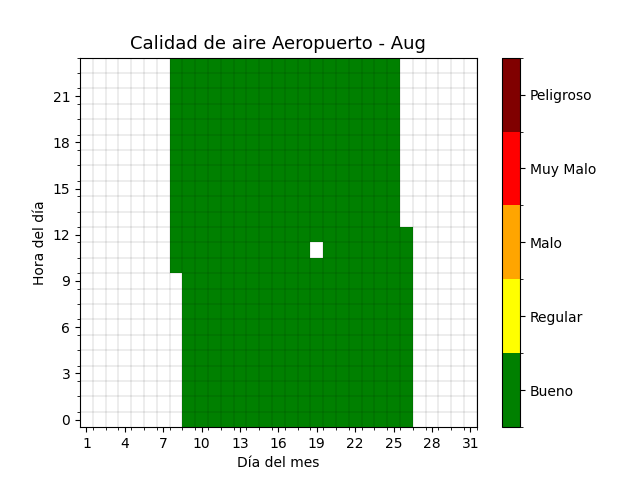 Calidad de aire Aeropuerto - Aug
Hora del día
21
18
15
12
9
6
3
0
1 4 7 10 13 16 19 22 25 28 31
Día del mes
Peligroso
Muy Malo
Malo
Regular
Bueno